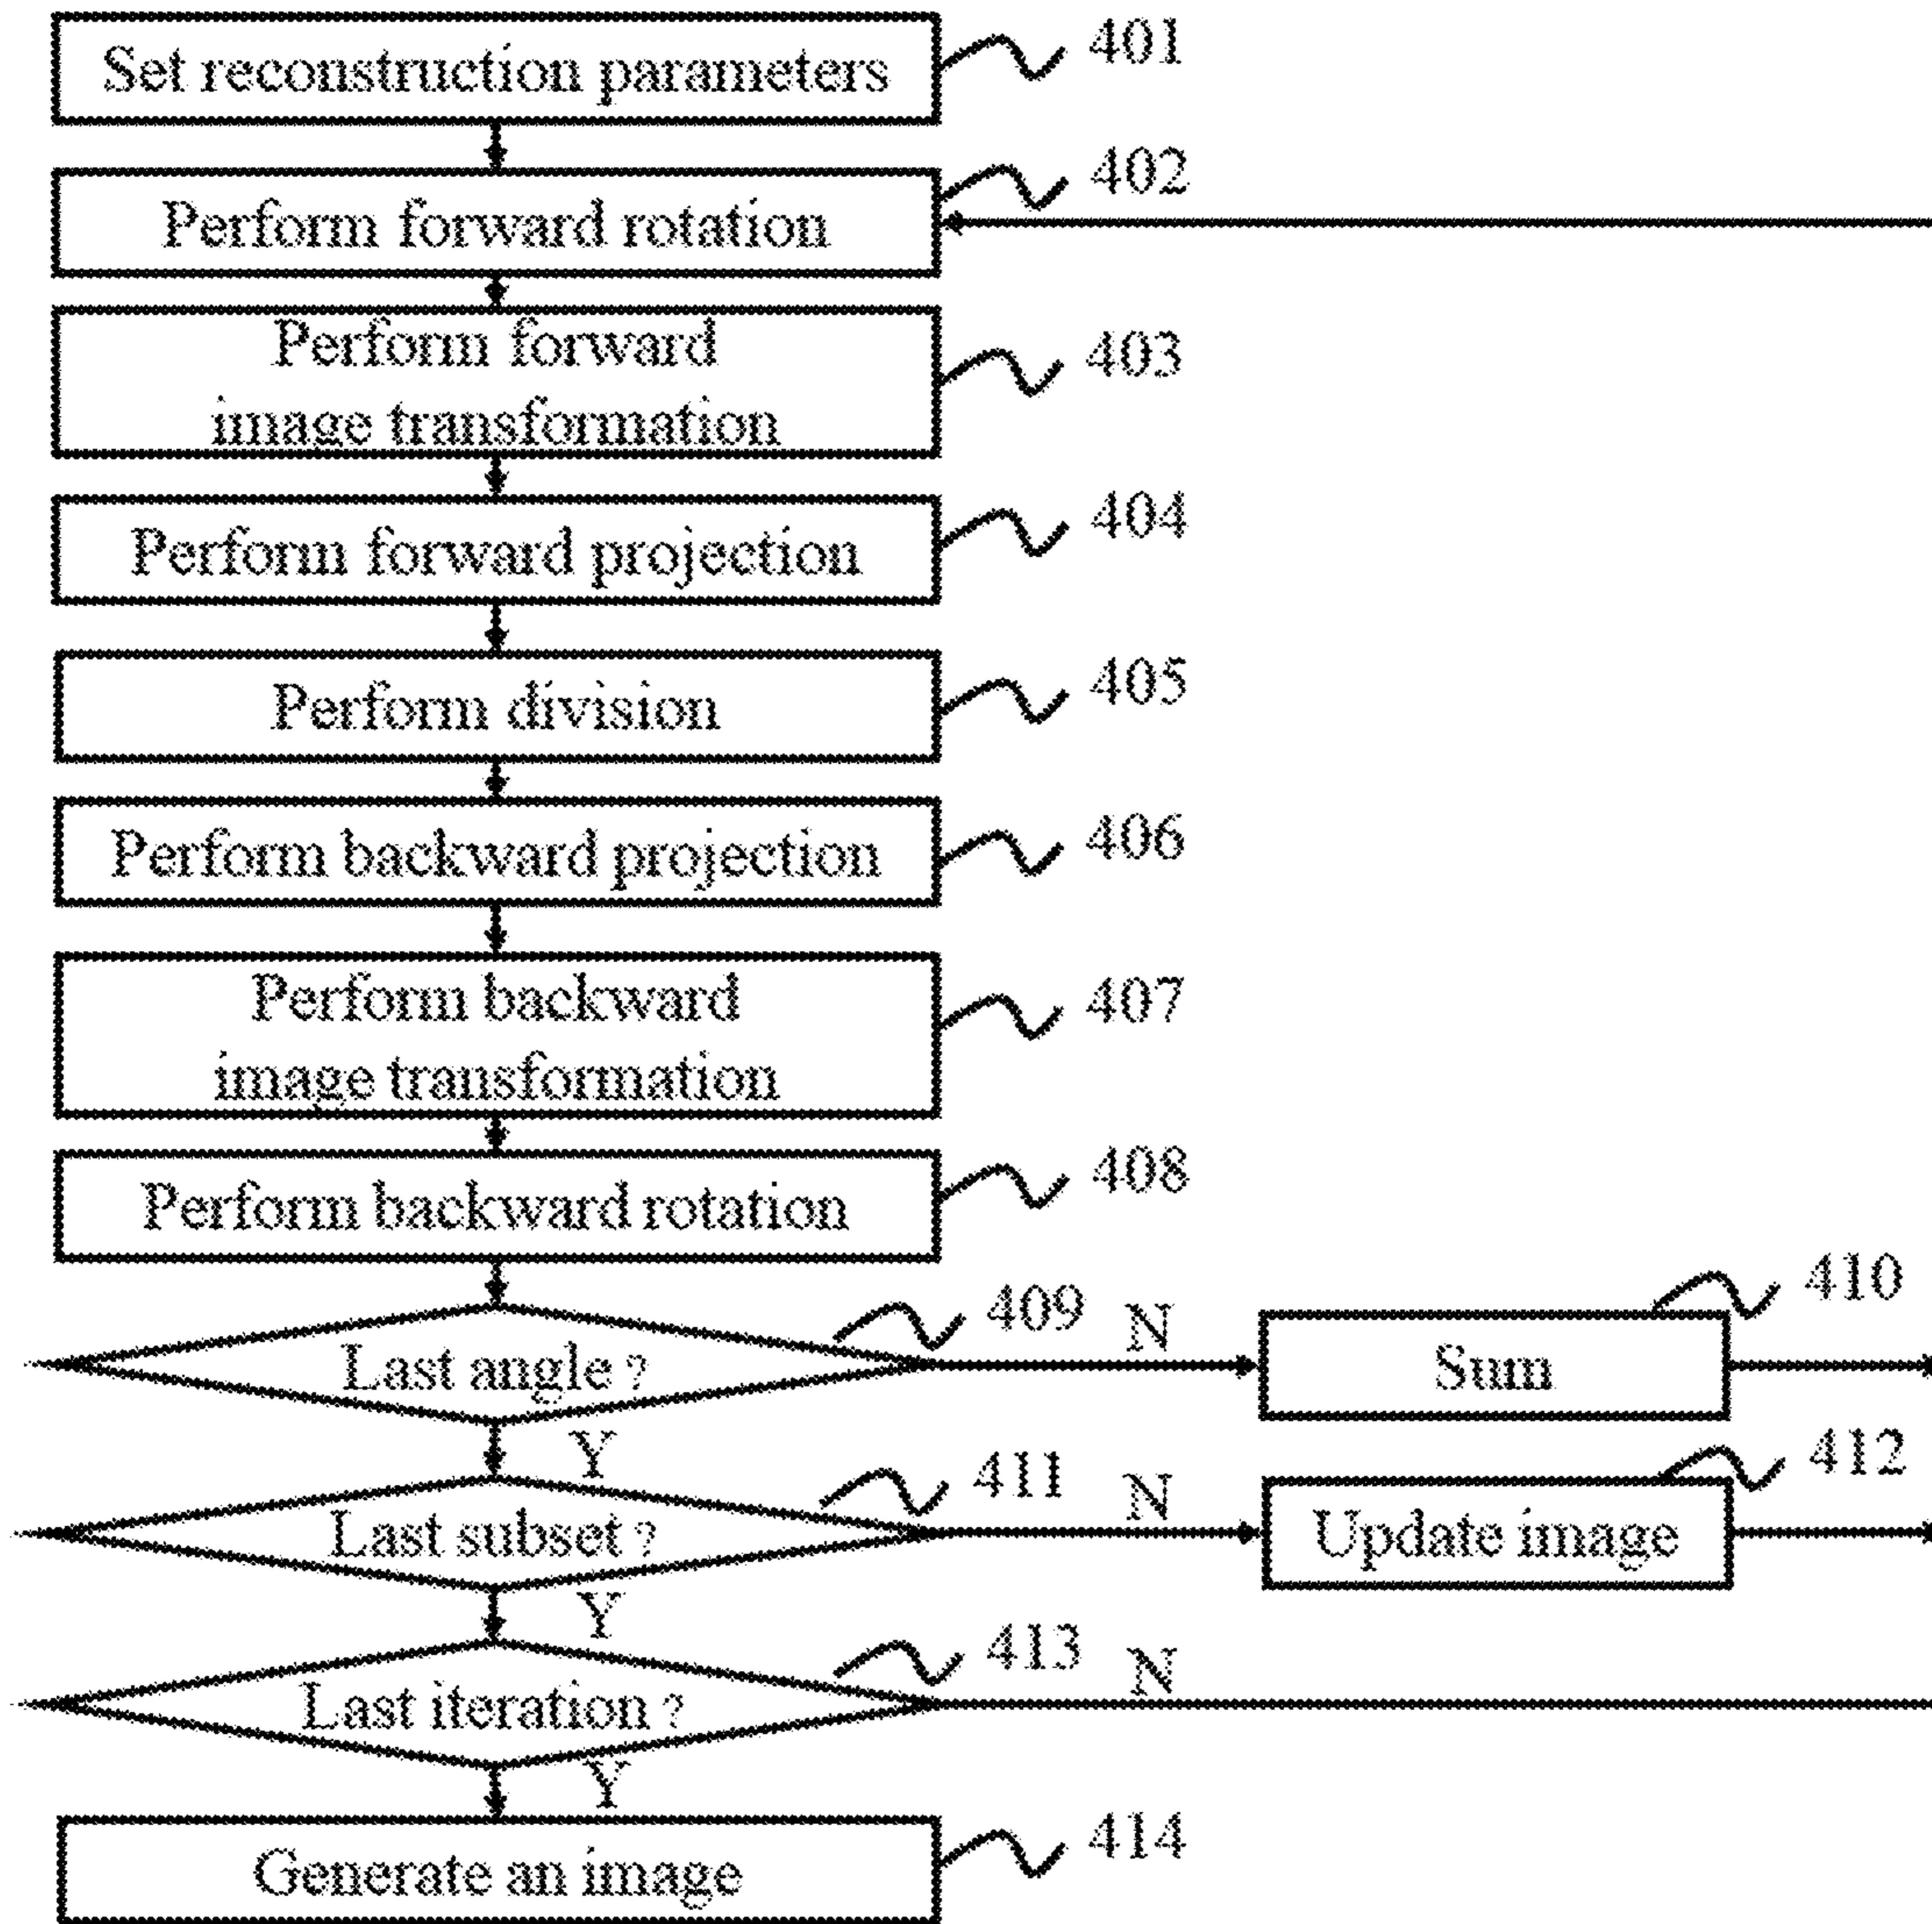 Set reconstruction parameters
401
Perform forward rotation
402
Perform forward
image transformation
403
Perform forward projection
404
Perform division
405
Perform backward projection
406
Perform backward
image transformation
407
Perform backward rotation
408
Last angle ?
409
N
Sum
410
Y
Last subset ?
411
N
Update image
412
Y
Last iteration ?
413
N
Y
Generate an image
414